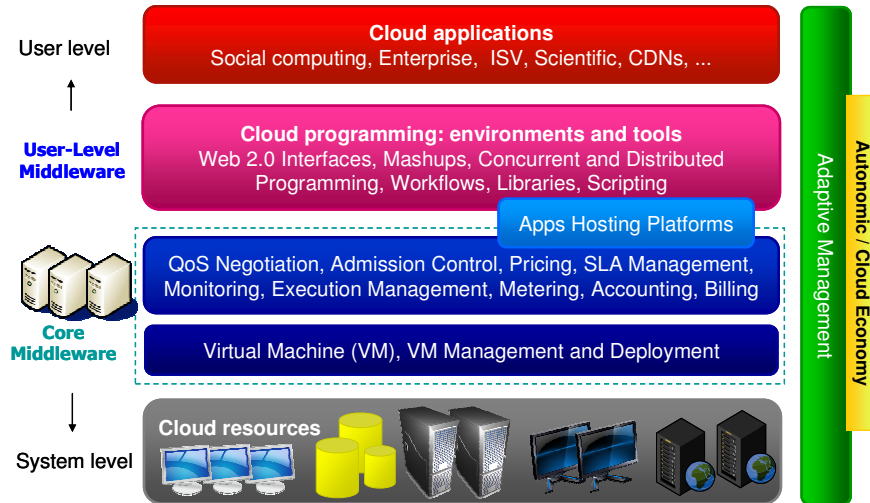 User level
Cloud applications
Social computing, Enterprise, ISV, Scientific, CDNs, ...
User-Level
Middleware
Cloud programming: environments and tools
Web 2.0 Interfaces, Mashups, Concurrent and Distributed
Programming, Workflows, Libraries, Scripting
Apps Hosting Platforms
QoS Negotiation, Admission Control, Pricing, SLA Management,
Monitoring, Execution Management, Metering, Accounting, Billing
Core
Middleware
Virtual Machine (VM), VM Management and Deployment
Cloud resources
System level
Adaptive Management
Autonomic / Cloud Economy